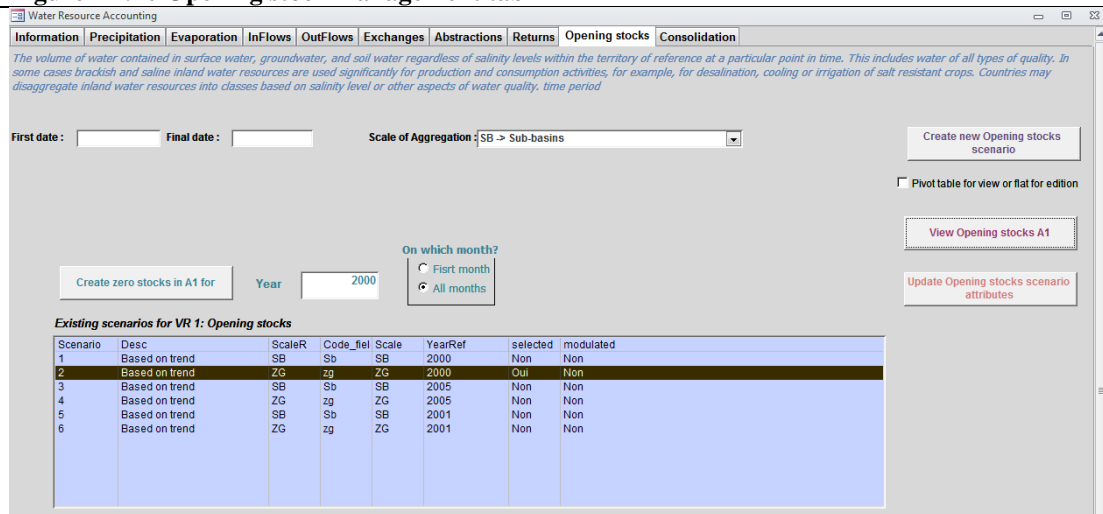 Water Resource Accounting
Information Precipitation Evaporation InFlows OutFlows Exchanges Abstractions Returns Opening stocks Consolidation
The volume of water contained in surface water, groundwater, and soil water regardless of salinity levels within the territory of reference at a particular point in time. This includes water of all types of quality. In
some cases brackish and saline inland water resources are used significantly for production and consumption activities, for example, for desalination, cooling or irrigation of salt resistant crops. Countries may
disaggregate inland water resources into classes based on salinity level or other aspects of water quality. time period
First date : Final date : Scale of Aggregation : SB -> Sub-basins
Create new Opening stocks
scenario
Pivot table for view or flat for edition
View Opening stocks A1
On which month?
Fisrt month
All months
Create zero stocks in A1 for Year 2000
Update Opening stocks scenario
attributes
Existing scenarios for VR 1: Opening stocks
Scenario Desc ScaleR Code_fiel Scale YearRef selected modulated
1 Based on trend SB Sb SB 2000 Non Non
2 Based on trend ZG zg ZG 2000 Oui Non
3 Based on trend SB Sb SB 2005 Non Non
4 Based on trend ZG zg ZG 2005 Non Non
5 Based on trend SB Sb SB 2001 Non Non
6 Based on trend ZG zg ZG 2001 Non Non